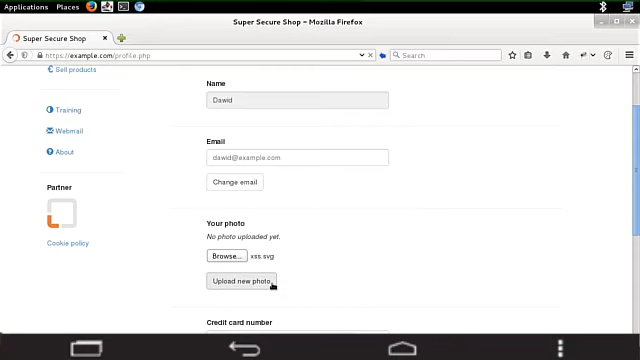 Applications Places
Super Secure Shop - Mozilla Firefox
Super Secure Shop
https://example.com/profile.php
Search
Sell products
Training
Webmail
About
Partner
Cookie policy
Name
Dawid
Email
dawid@example.com
Change email
Your photo
No photo uploaded yet.
Browse... xss.svg
Upload new photo
Credit card number